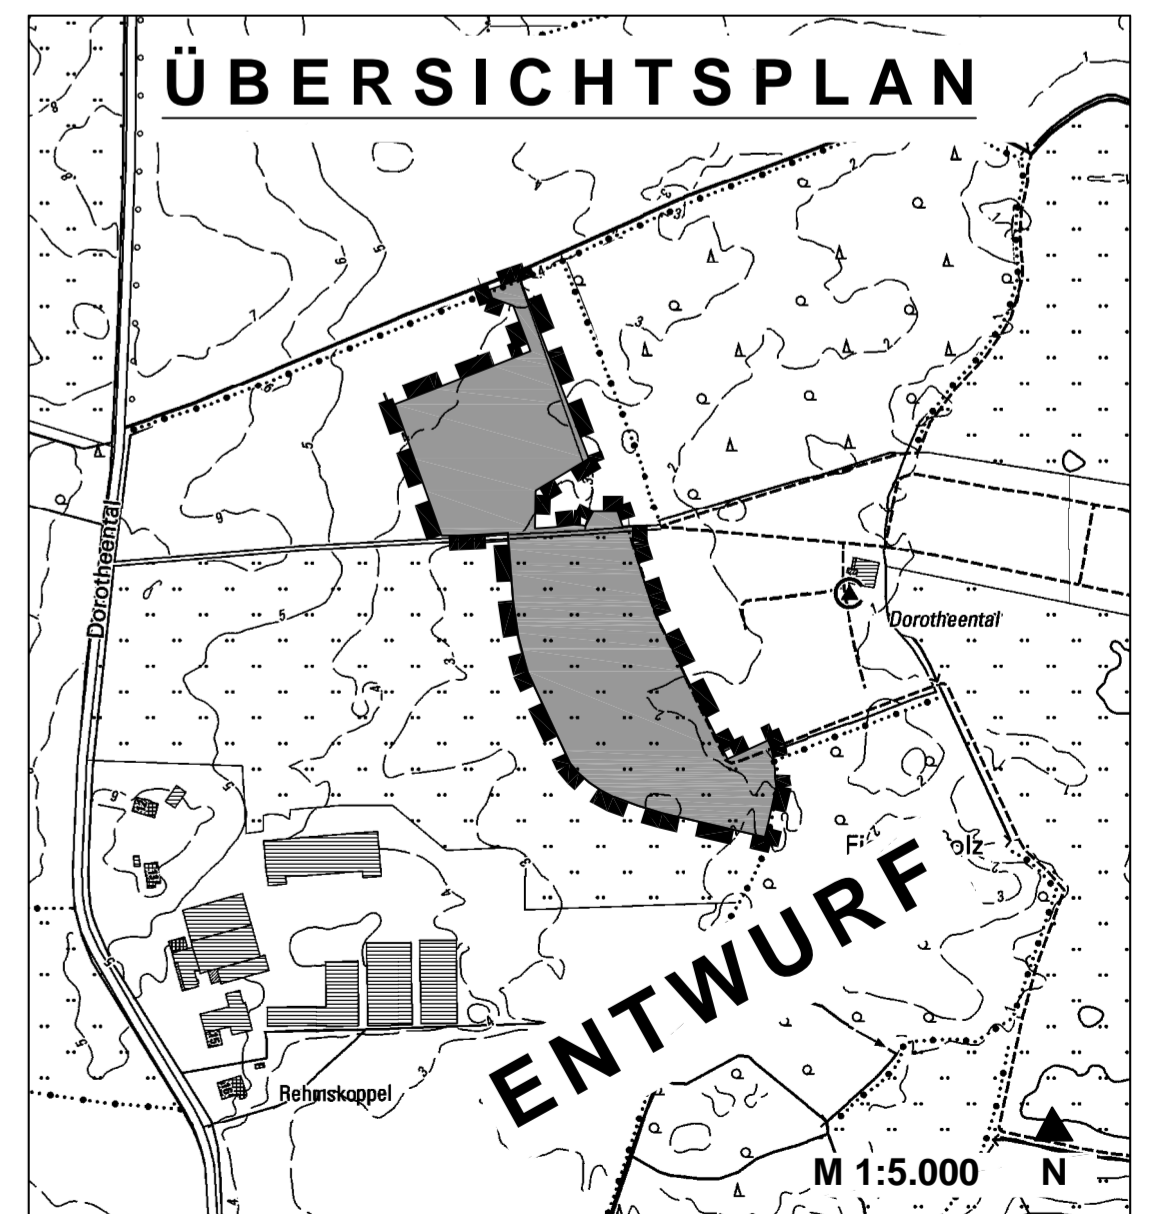 ÜBERSICHTSPLAN
Dorotheental
Dorotheental
ENTWURF
Rehmskoppel
M 1:5.000 N